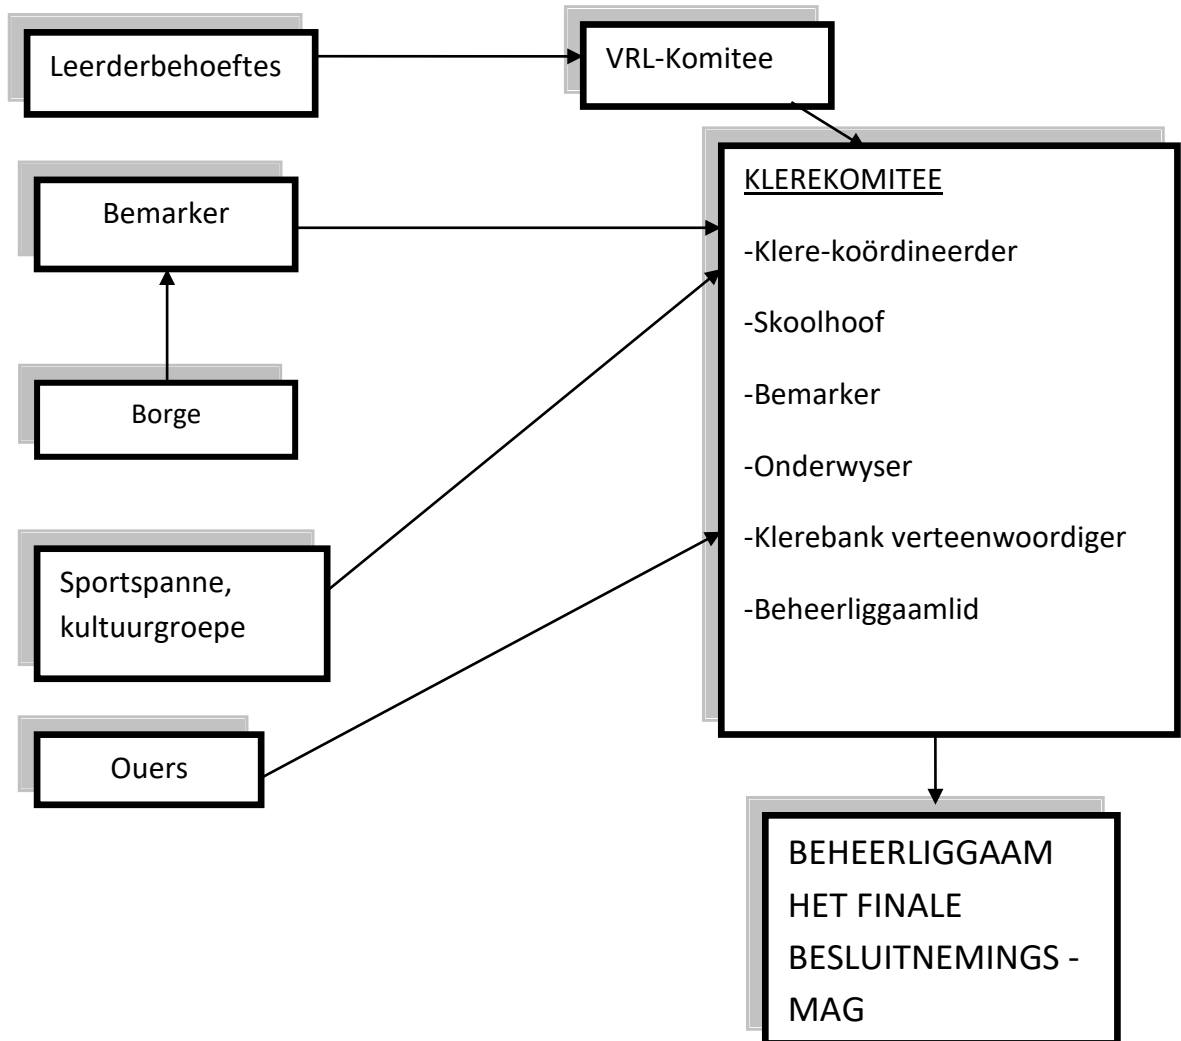 Leerderbehoeftes
VRL-Komitee
Bemarker
Borge
Sportspanne,
kultuurgroepe
Ouers
KLEREKOMITEE
-Klere-koördineerder
-Skoolhoof
-Bemarker
-Onderwyser
-Klerebank verteenwoordiger
-Beheerliggaamlid
BEHEERLIGGAAM
HET FINALE
BESLUITNEMINGS -
MAG